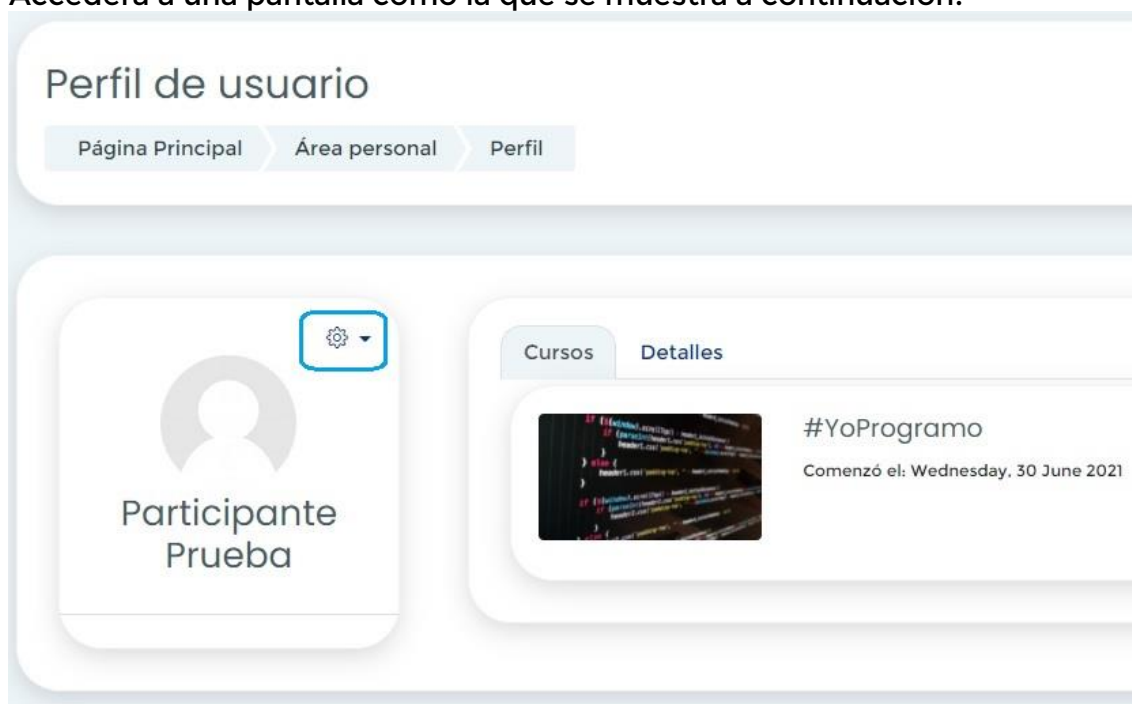 Accederá a una pantalla como la que se muestra a continuación:
Perfil de usuario
Página Principal
Área personal
Perfil
Participante
Prueba
Cursos
Detalles
#YoProgramo
Comenzó el: Wednesday, 30 June 2021